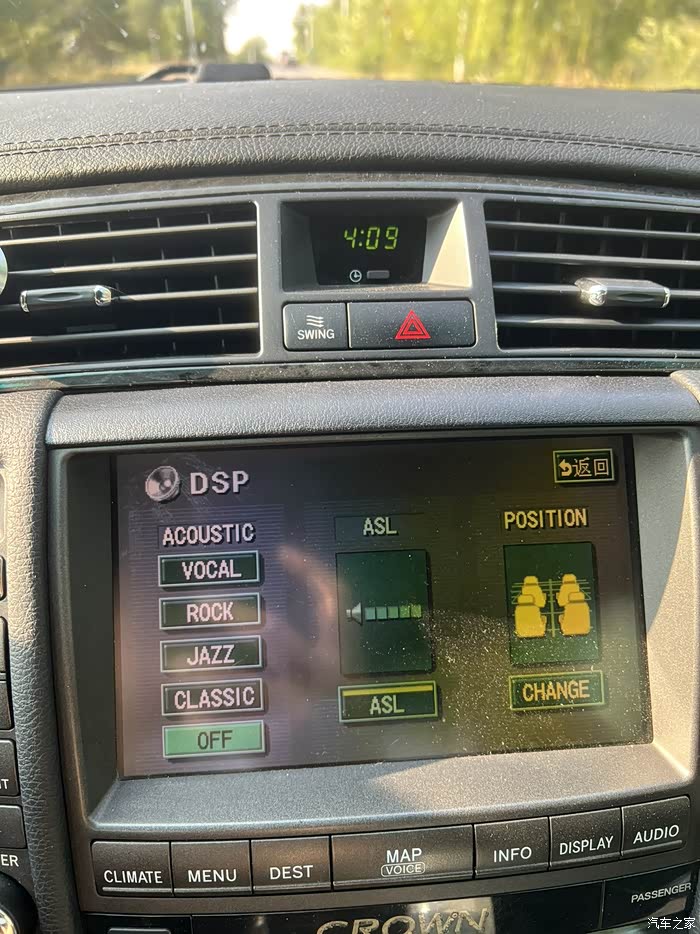 4:09
SWING
DSP
返回
ACOUSTIC
ASL
POSITION
VOCAL
ROCK
JAZZ
CLASSIC
OFF
ASL
CHANGE
CLIMATE
MENU
DEST
MAP
VOICE
INFO
DISPLAY
AUDIO
PASSENGER
CROWN
汽车之家